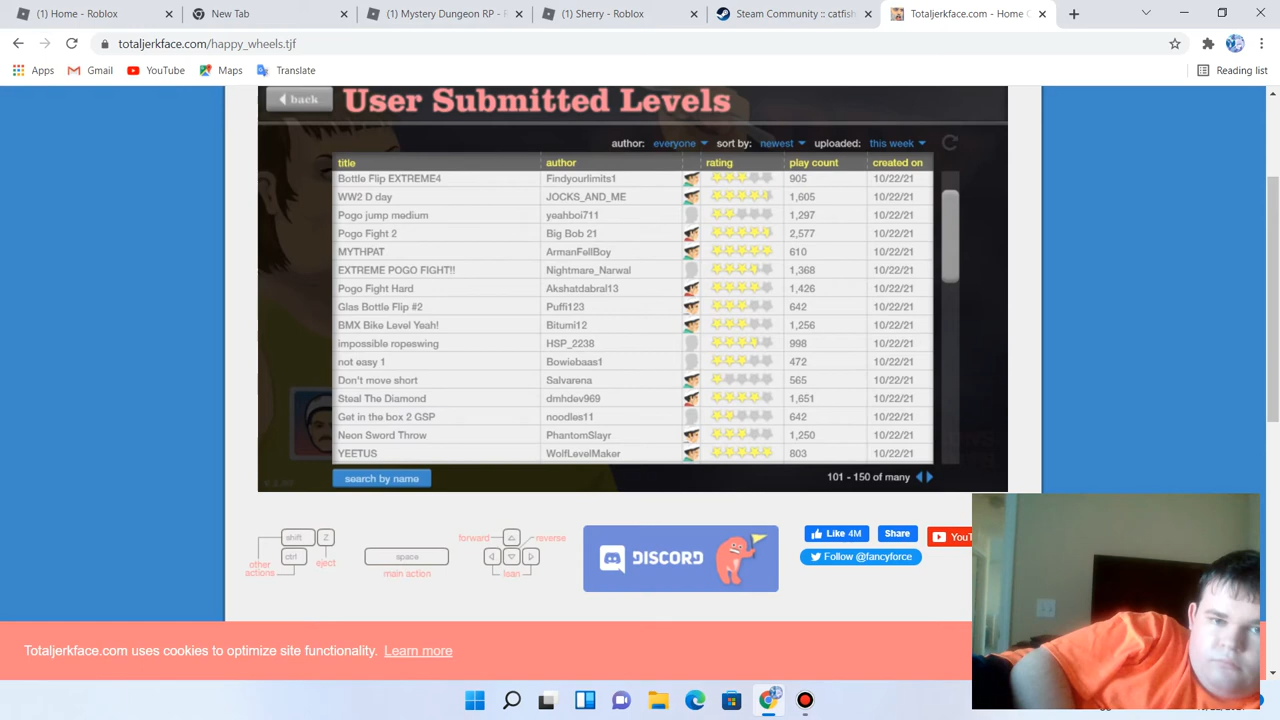 (1) Home - Roblox
New Tab
(1) Mystery Dungeon RP - R
(1) Sherry - Roblox
Steam Community :: catfish
Totaljerkface.com - Home O
totaljerkface.com/happy_wheels.tjf
Apps
Gmail
YouTube
Maps
Translate
Reading list
back
User Submitted Levels
author: everyone sort by: newest uploaded: this week
title author rating play count created on
Bottle Flip EXTREME4 Findyourlimits1 905 10/22/21
WW2 D day JOCKS_AND_ME 1,605 10/22/21
Pogo jump medium yeahboi711 1,297 10/22/21
Pogo Fight 2 Big Bob 21 2,577 10/22/21
MYTHPAT ArmanFellBoy 610 10/22/21
EXTREME POGO FIGHT!! Nightmare_Narwal 1,368 10/22/21
Pogo Fight Hard Akshatdabral13 1,426 10/22/21
Glas Bottle Flip #2 Puffi123 642 10/22/21
BMX Bike Level Yeah! Bitumi12 1,256 10/22/21
impossible ropeswing HSP_2238 998 10/22/21
not easy 1 Bowiebaas1 472 10/22/21
Don't move short Salvarena 565 10/22/21
Steal The Diamond dmhdev969 1,651 10/22/21
Get in the box 2 GSP noodles11 642 10/22/21
Neon Sword Throw PhantomSlayr 1,250 10/22/21
YEETUS WolfLevelMaker 803 10/22/21
search by name
101 - 150 of many
shift
Z
ctrl
other actions
eject
space
main action
forward
reverse
lean
DISCORD
Like 4M
Share
YouT
Follow @fancyforce
Totaljerkface.com uses cookies to optimize site functionality. Learn more